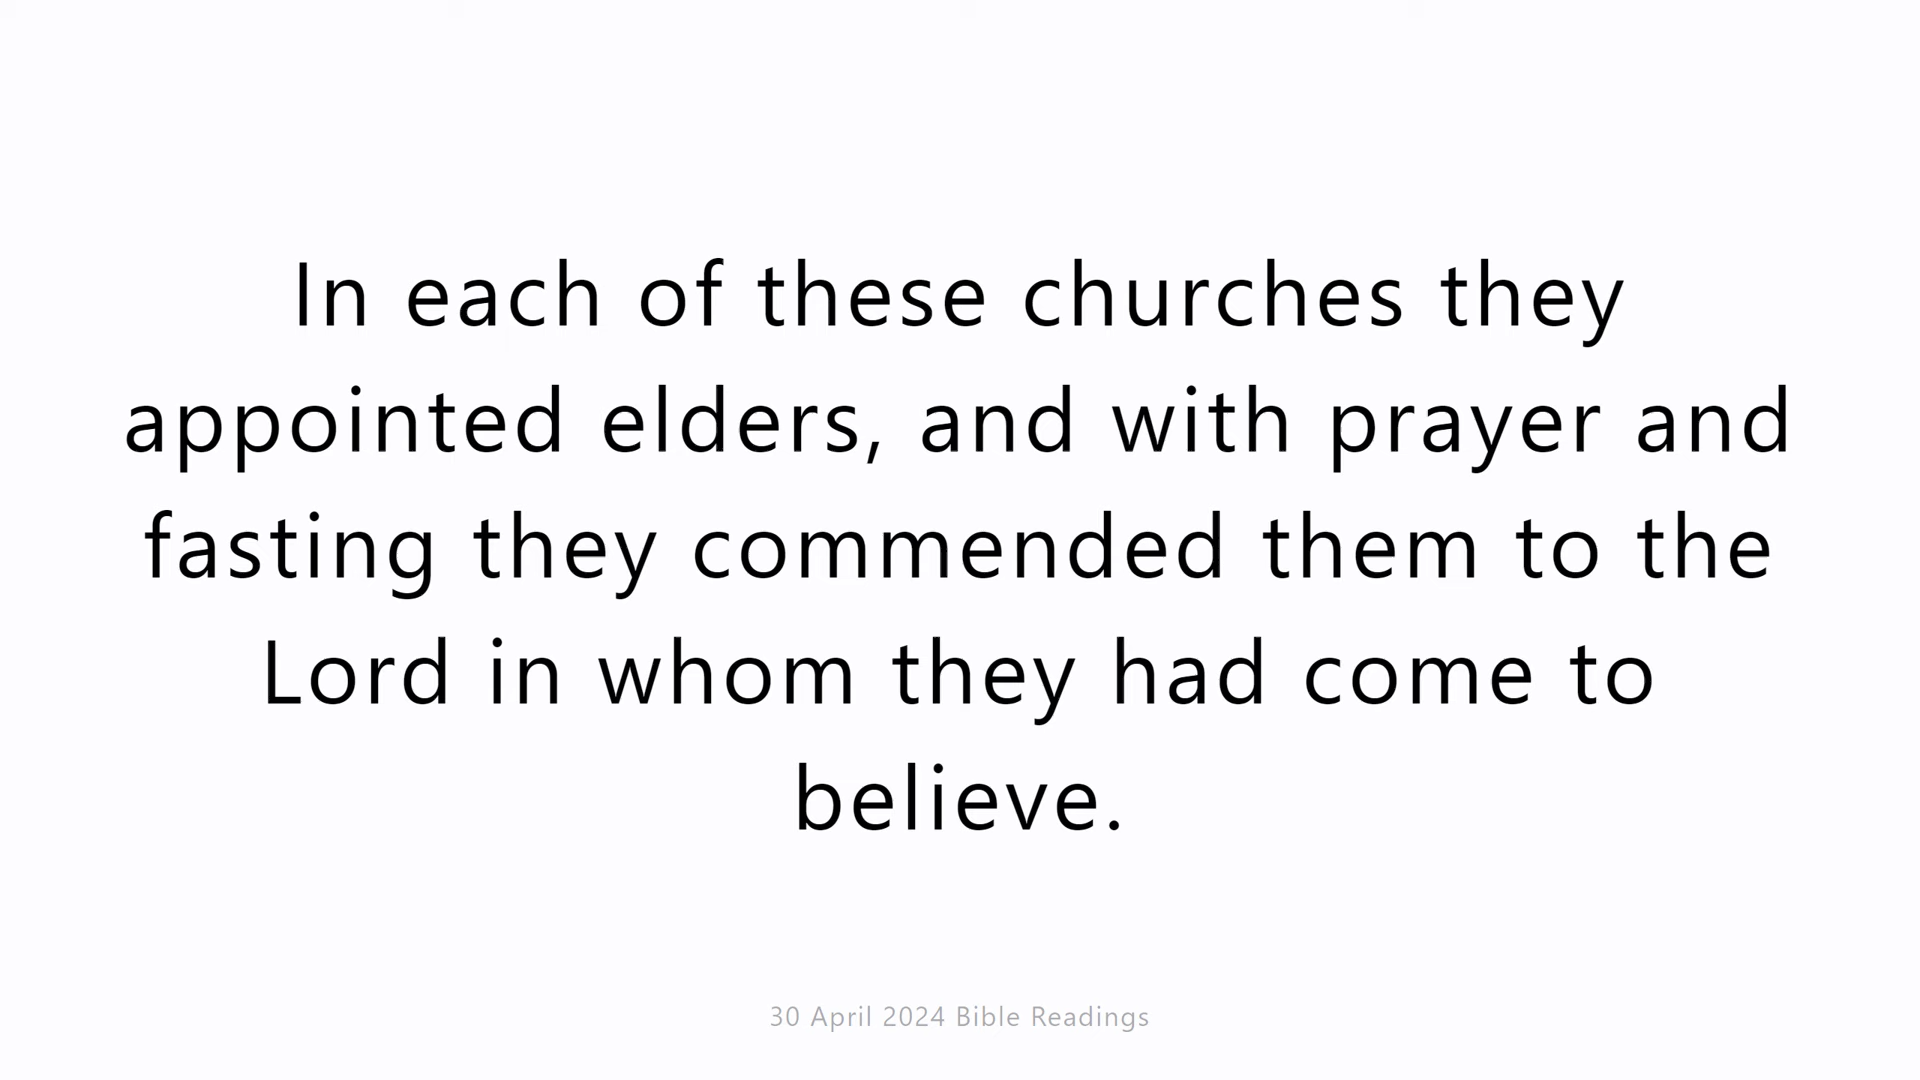 In each of these churches they
appointed elders, and with prayer and
fasting they commended them to the
Lord in whom they had come to
believe.
30 April 2024 Bible Readings